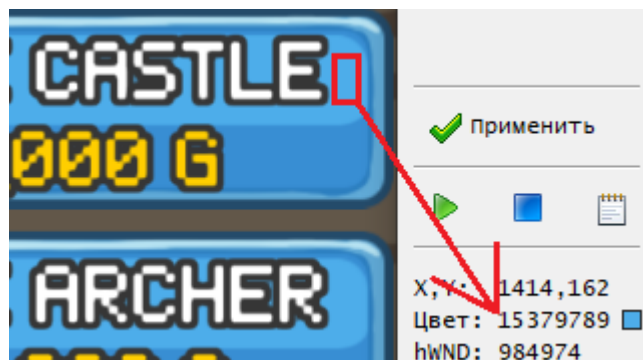 CASTLE
,000 G
ARCHER
Применить
X,Y: 1414,162
Цвет: 15379789
hWND: 984974